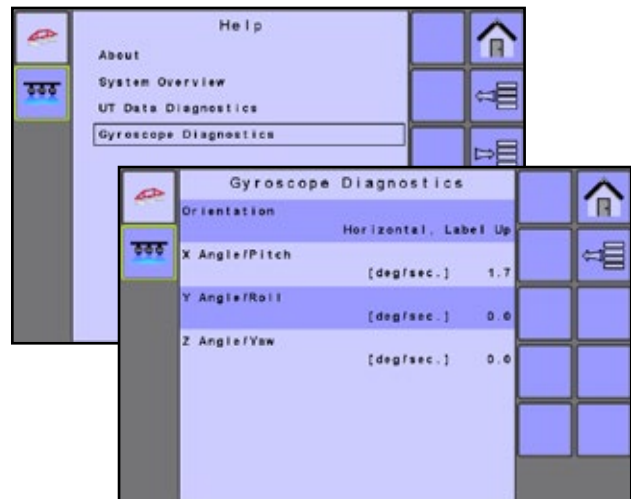 Help
About
System Overview
UT Data Diagnostics
Gyroscope Diagnostics
Gyroscope Diagnostics
Orientation
Horizontal, Label Up
X Angle/Pitch
[deg/sec.] 1.7
Y Angle/Roll
[deg/sec.] 0.0
Z Angle/Yaw
[deg/sec.] 0.0